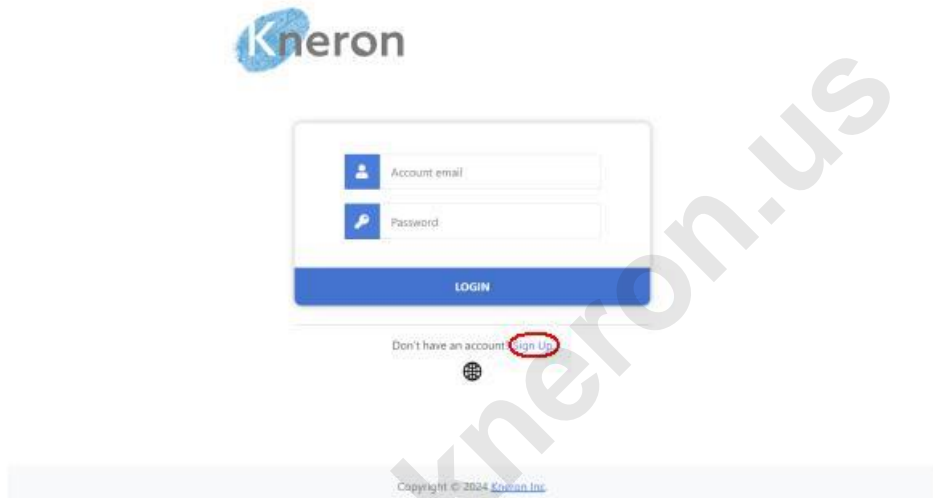 Kneron
Account email
Password
LOGIN
Don't have an account? Sign Up.
Copyright © 2024 Kneron Inc.
kneron.us